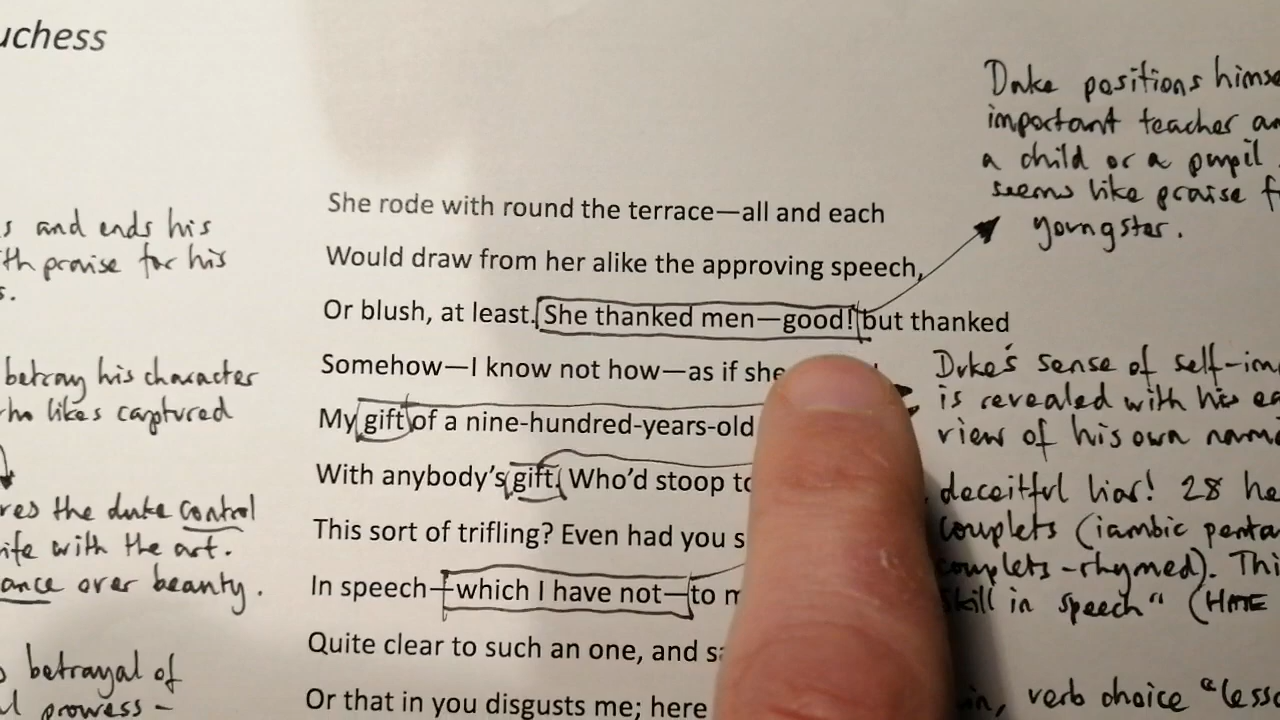 uchess
She rode with round the terrace—all and each
Would draw from her alike the approving speech,
Or blush, at least. She thanked men—good! but thanked
Somehow—I know not how—as if she
My gift of a nine-hundred-years-old
With anybody's gift. Who'd stoop to
This sort of trifling? Even had you s
In speech—which I have not—to m
Quite clear to such an one, and s
Or that in you disgusts me; here
s and ends his
th praise for his
s.
betray his character
ho likes captured
res the duke control
ife with the art.
ance over beauty.
betrayal of
l prowess -
Duke positions himse
important teacher an
a child or a pupil
seems like praise f
youngster.
Duke's sense of self-im
is revealed with his ea
view of his own name
deceitful liar! 28 he
couplets (iambic penta
couplets - rhymed). Thi
skill in speech" (HATE
in, verb choice "lesso